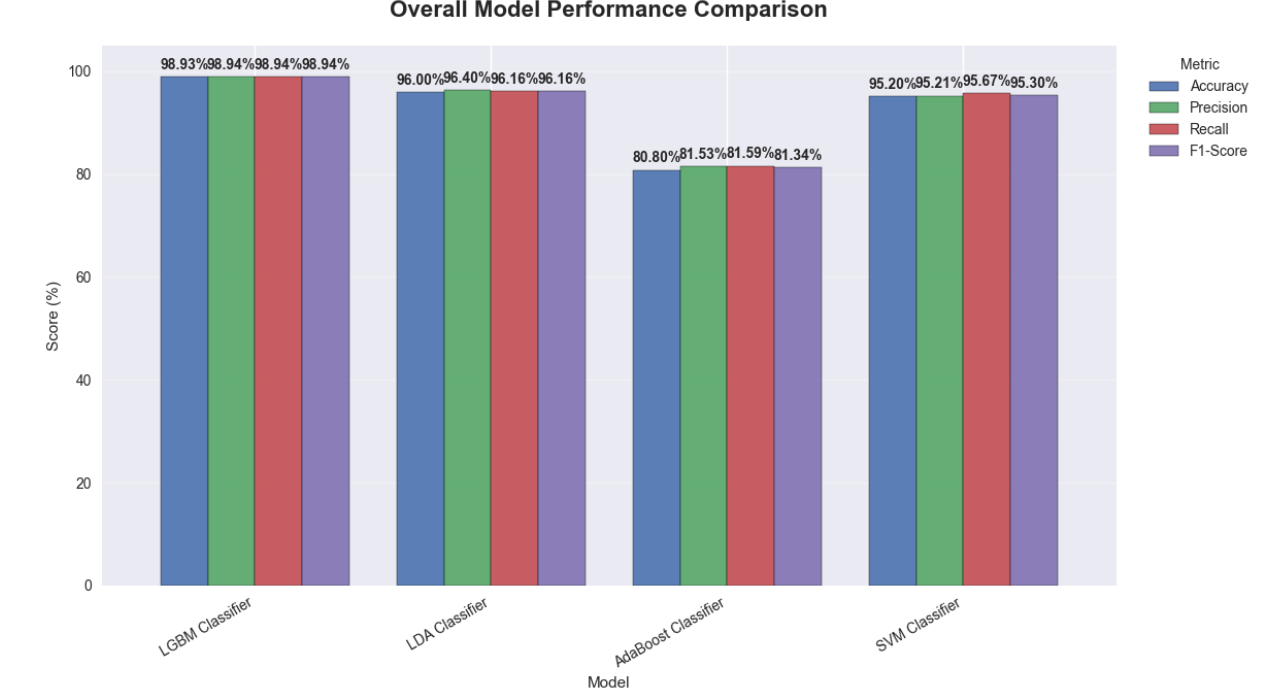 Overall Model Performance Comparison
98.93% 98.94% 98.94% 98.94%
96.00% 96.40% 96.16% 96.16%
80.80% 81.53% 81.59% 81.34%
95.20% 95.21% 95.67% 95.30%
Metric
Accuracy
Precision
Recall
F1-Score
100
80
60
40
20
0
Score (%)
LGBM Classifier
LDA Classifier
AdaBoost Classifier
SVM Classifier
Model